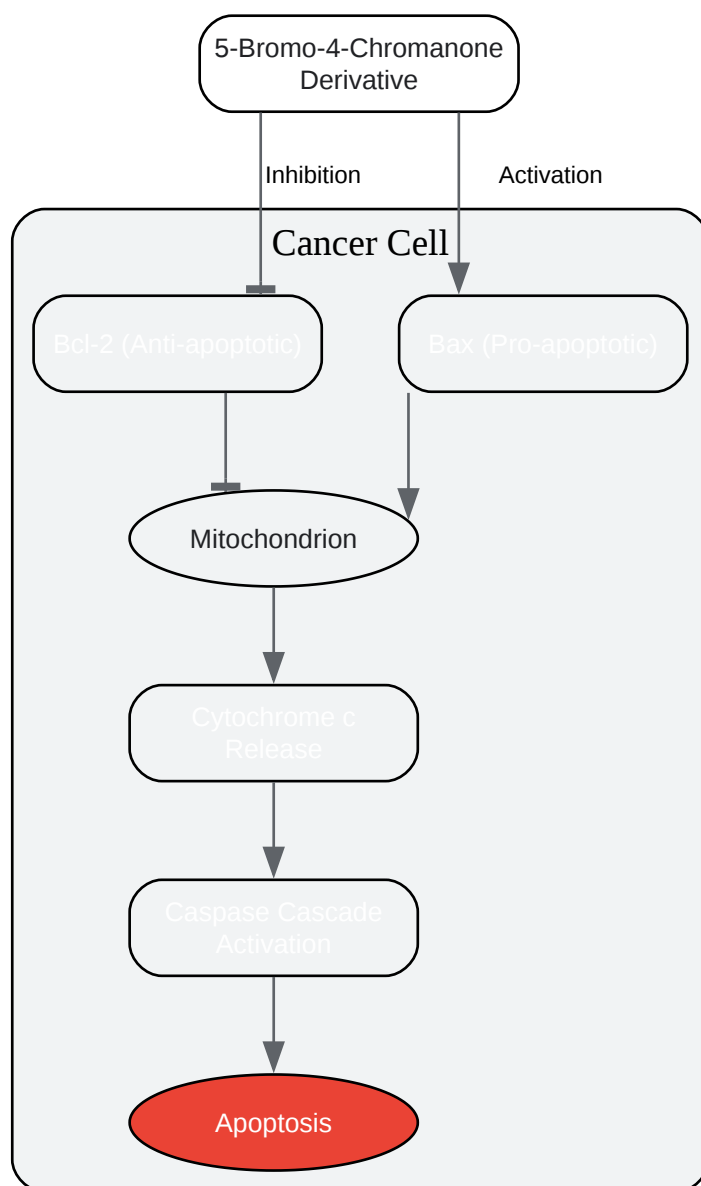 5-Bromo-4-Chromanone
Derivative
Inhibition
Activation
Cancer Cell
Bcl-2 (Anti-apoptotic)
Bax (Pro-apoptotic)
Mitochondrion
Cytochrome c
Release
Caspase Cascade
Activation
Apoptosis